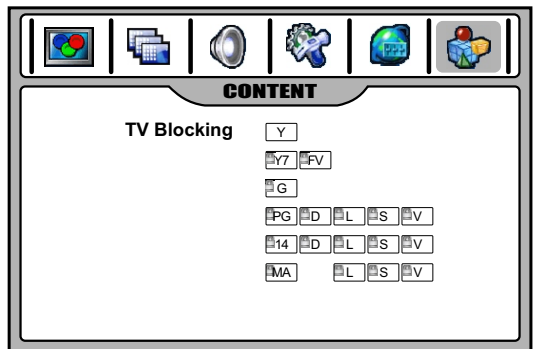 CONTENT
TV Blocking Y
Y7 FV
G
PG D L S V
14 D L S V
MA L S V